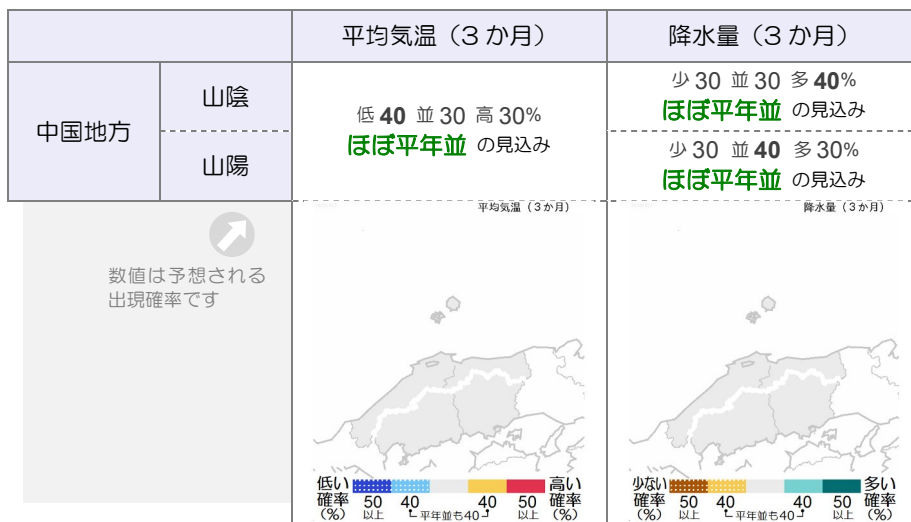 平均気温（3か月）
降水量（3か月）
中国地方
山陰
山陽
低 40 並 30 高 30%
ほぼ平年並 の見込み
少 30 並 30 多 40%
ほぼ平年並 の見込み
少 30 並 40 多 30%
ほぼ平年並 の見込み
数値は予想される
出現確率です
平均気温（3か月）
低い 高い
確率 50 40 40 50 確率
(%) 以上 平年並も40 以上 (%)
降水量（3か月）
少ない 多い
確率 50 40 40 50 確率
(%) 以上 平年並も40 以上 (%)